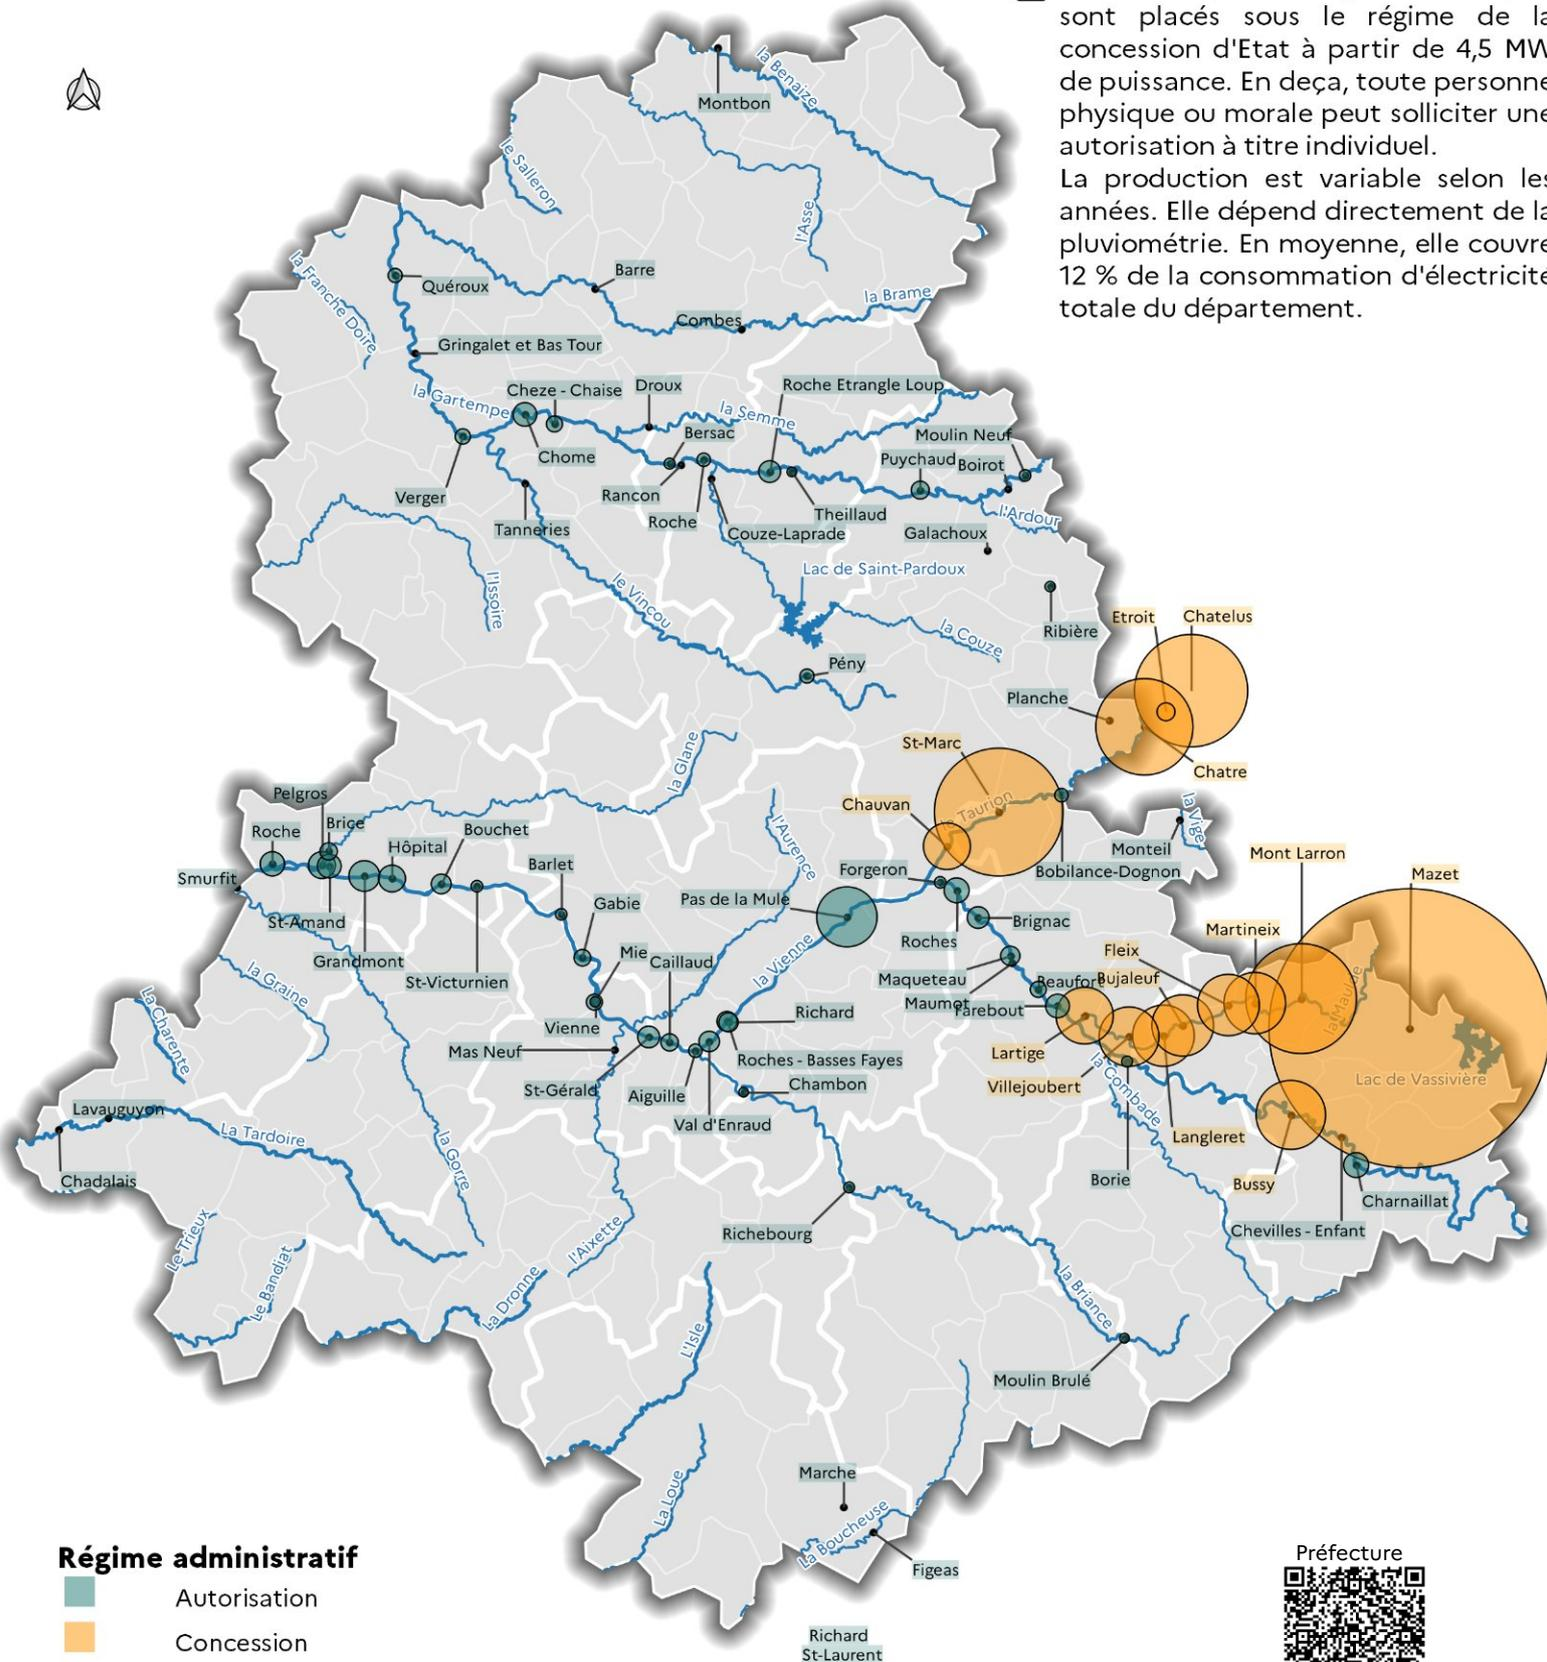 sont placés sous le régime de la
concession d'Etat à partir de 4,5 MW
de puissance. En deça, toute personne
physique ou morale peut solliciter une
autorisation à titre individuel.
La production est variable selon les
années. Elle dépend directement de la
pluviométrie. En moyenne, elle couvre
12 % de la consommation d'électricité
totale du département.
la Benaize
Montbon
le Salleron
l'Asse
la Franche Doire
Barre
Quéroux
la Brame
Combes
Gringalet et Bas Tour
la Gartempe
Cheze - Chaise
Droux
Roche Etrangle Loup
la Semme
Bersac
Moulin Neuf
Chome
Puychaud
Boirot
Verger
Rancon
Roche
Theillaud
l'Ardour
Tanneries
Couze-Laprade
Galachoux
l'Issoire
le Vincou
Lac de Saint-Pardoux
la Couze
Ribière
Etroit
Chatelus
Pény
Planche
St-Marc
la Glane
Chatre
Pelgros
Chauvan
le Taurion
la Vige
Roche
Brice
Hôpital
Bouchet
l'Aurence
Monteil
Mont Larron
Smurfit
Barlet
Forgeron
Bobilance-Dognon
Mazet
St-Amand
Gabie
Pas de la Mule
Brignac
Martineix
Grandmont
Mie
Caillaud
la Vienne
Roches
Fleix
la Graine
St-Victurnien
Maqueteau
Beaufort
Bujaleuf
la Maulde
la Charente
Vienne
Richard
Maumot
Farebout
Mas Neuf
Roches - Basses Fayes
Lartige
St-Gérald
Aiguille
Chambon
Villejoubert
la Combade
Lac de Vassivière
Lavauguyon
La Tardoire
Val d'Enraud
Langleret
la Gorre
Chadalais
Borie
Bussy
Charnaillat
Le Trieux
l'Aixette
Richebourg
Chevilles - Enfant
Le Bandiat
La Dronne
la Briance
L'Isle
Moulin Brulé
La Loue
Marche
La Boucheuse
Figeas
Régime administratif
Autorisation
Concession
Préfecture
Richard
St-Laurent